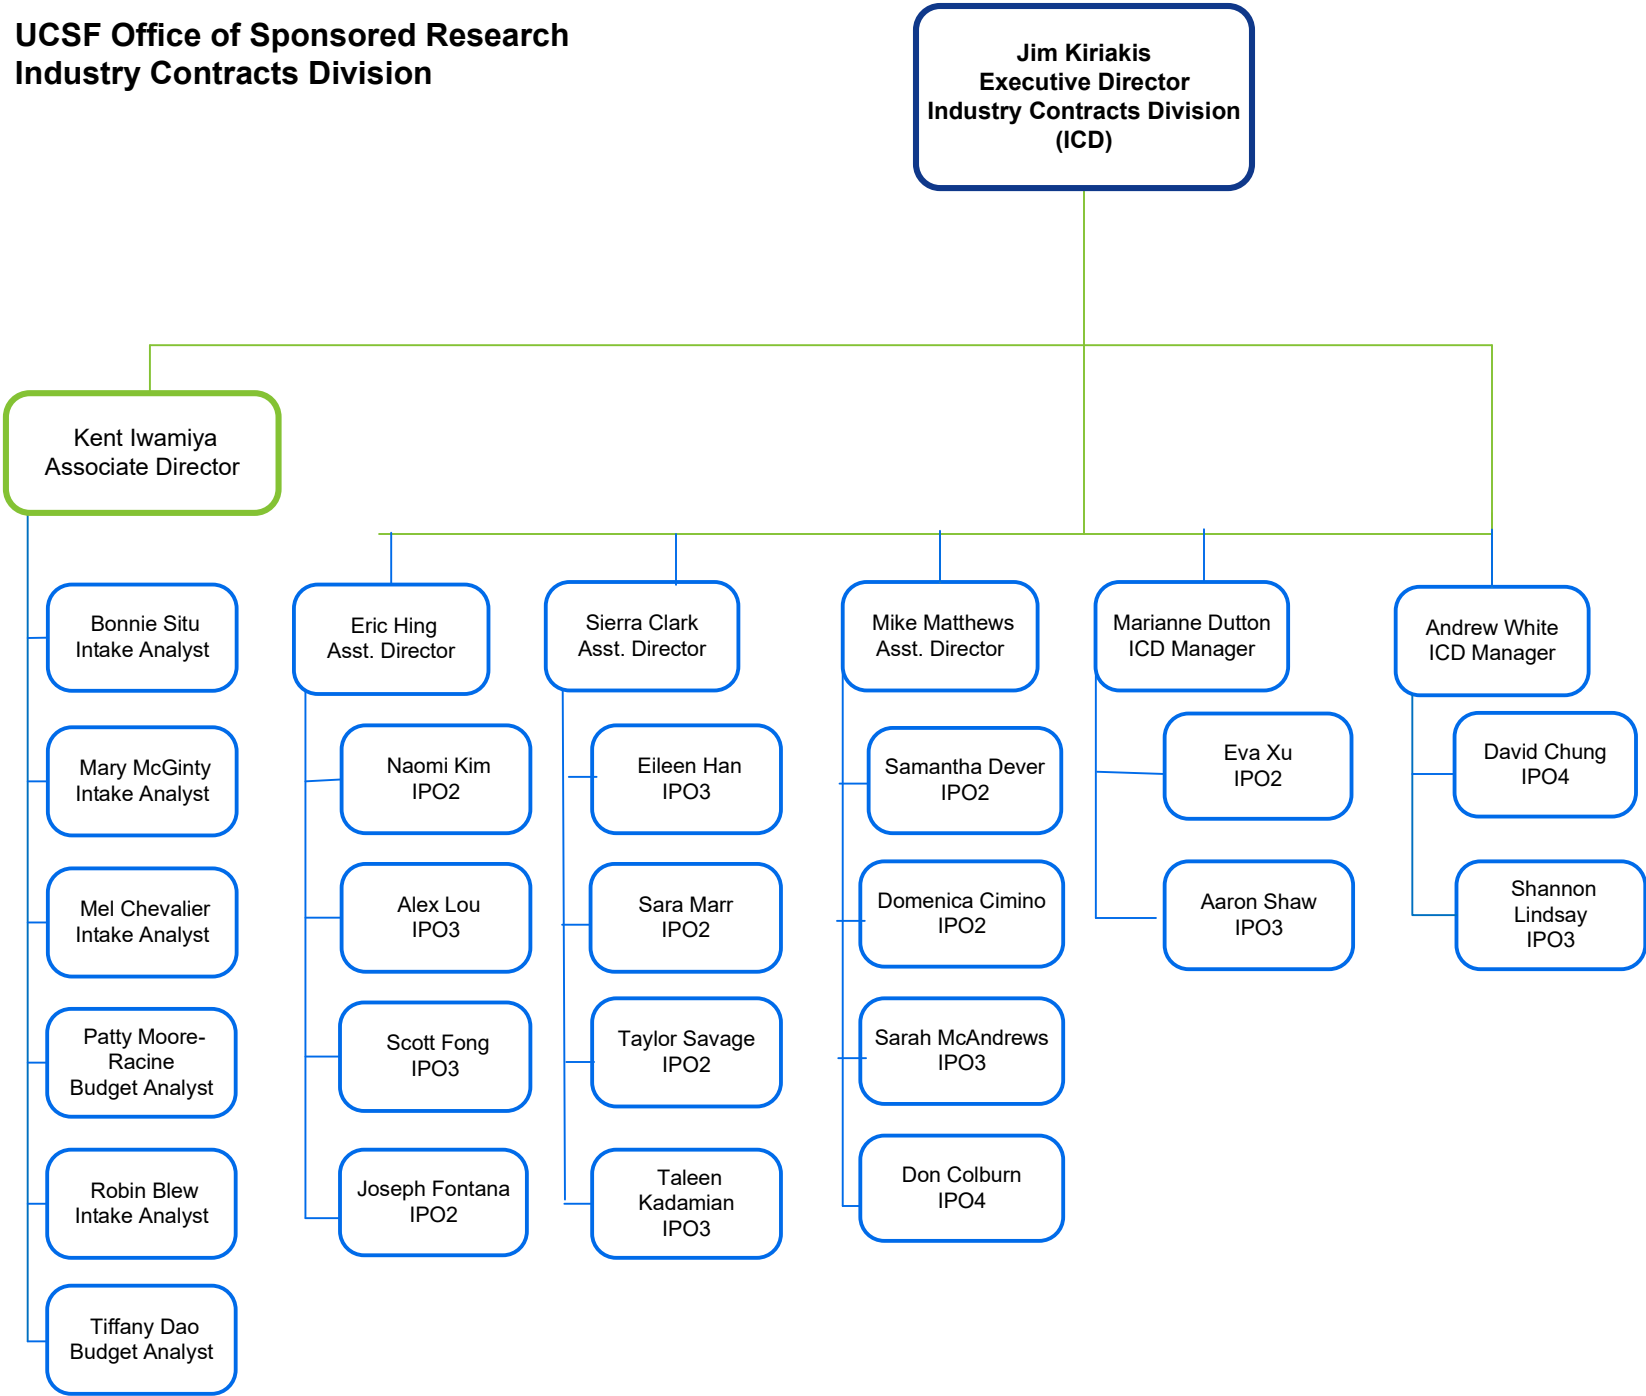 UCSF Office of Sponsored Research
Industry Contracts Division
Jim Kiriakis
Executive Director
Industry Contracts Division
(ICD)
Kent Iwamiya
Associate Director
Bonnie Situ
Intake Analyst
Mary McGinty
Intake Analyst
Mel Chevalier
Intake Analyst
Patty Moore-
Racine
Budget Analyst
Robin Blew
Intake Analyst
Tiffany Dao
Budget Analyst
Eric Hing
Asst. Director
Naomi Kim
IPO2
Alex Lou
IPO3
Scott Fong
IPO3
Joseph Fontana
IPO2
Sierra Clark
Asst. Director
Eileen Han
IPO3
Sara Marr
IPO2
Taylor Savage
IPO2
Taleen
Kadamian
IPO3
Mike Matthews
Asst. Director
Samantha Dever
IPO2
Domenica Cimino
IPO2
Sarah McAndrews
IPO3
Don Colburn
IPO4
Marianne Dutton
ICD Manager
Eva Xu
IPO2
Aaron Shaw
IPO3
Andrew White
ICD Manager
David Chung
IPO4
Shannon
Lindsay
IPO3